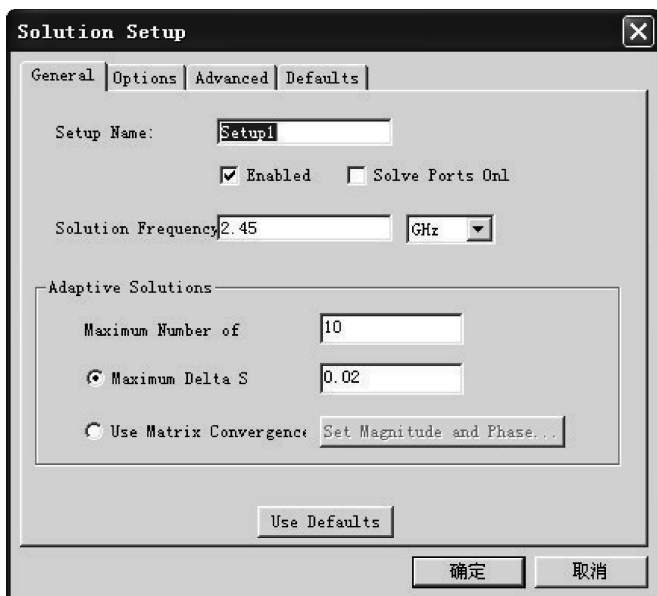 Solution Setup
General Options Advanced Defaults
Setup Name: Setup1
Enabled Solve Ports Onl
Solution Frequency 2.45 GHz
Adaptive Solutions
Maximum Number of 10
Maximum Delta S 0.02
Use Matrix Convergence Set Magnitude and Phase...
Use Defaults
确定 取消